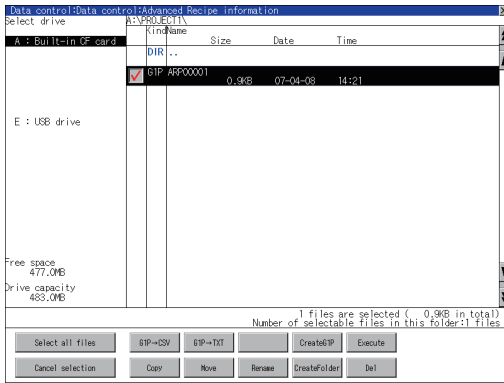 Data control:Data control:Advanced Recipe information
Select drive
A:\PROJECT1\
Kind Name
Size Date Time
A : Built-in CF card
DIR ..
G1P ARP00001
0.9KB 07-04-08 14:21
E : USB drive
Free space
477.0MB
Drive capacity
483.0MB
1 files are selected ( 0.9KB in total)
Number of selectable files in this folder:1 files
Select all files G1P→CSV G1P→TXT CreateG1P Execute
Cancel selection Copy Move Rename CreateFolder Del